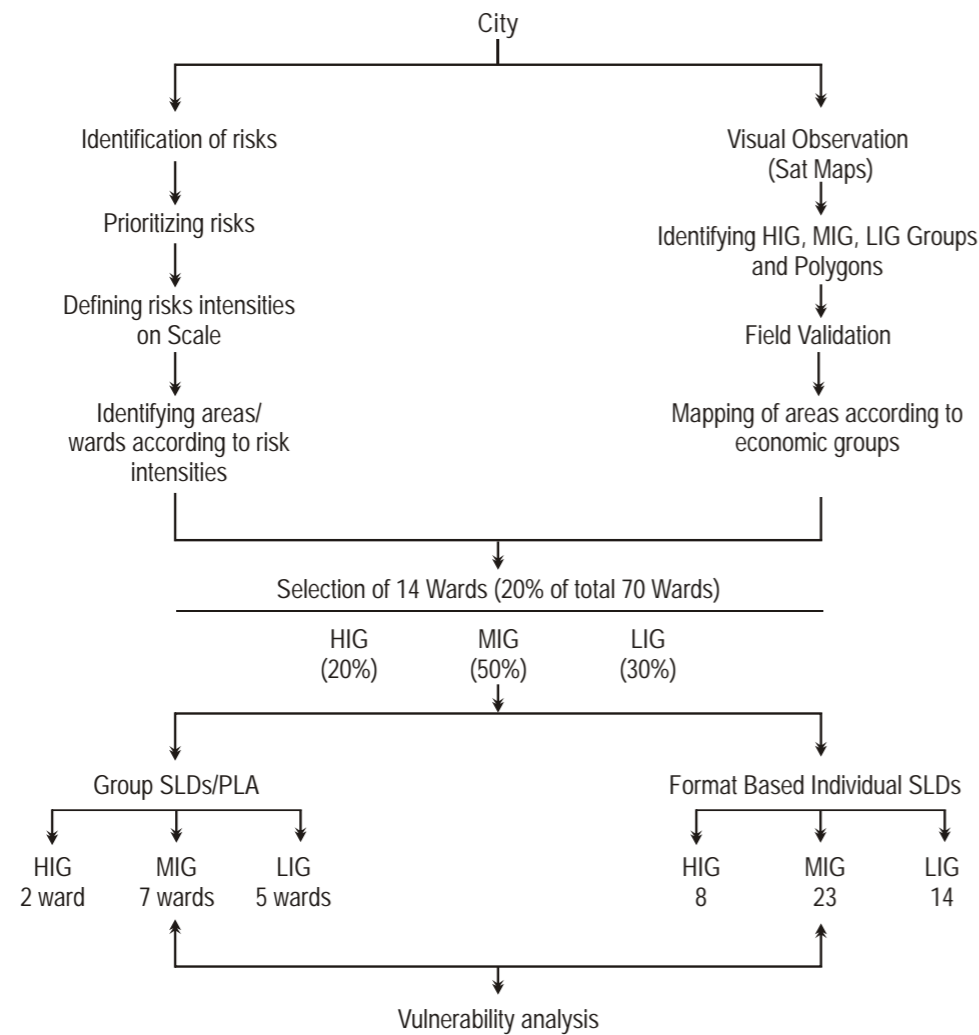 City
Identification of risks
Prioritizing risks
Defining risks intensities
on Scale
Identifying areas/
wards according to risk
intensities
Visual Observation
(Sat Maps)
Identifying HIG, MIG, LIG Groups
and Polygons
Field Validation
Mapping of areas according to
economic groups
Selection of 14 Wards (20% of total 70 Wards)
HIG
(20%)
MIG
(50%)
LIG
(30%)
Group SLDs/PLA
HIG
2 ward
MIG
7 wards
LIG
5 wards
Format Based Individual SLDs
HIG
8
MIG
23
LIG
14
Vulnerability analysis